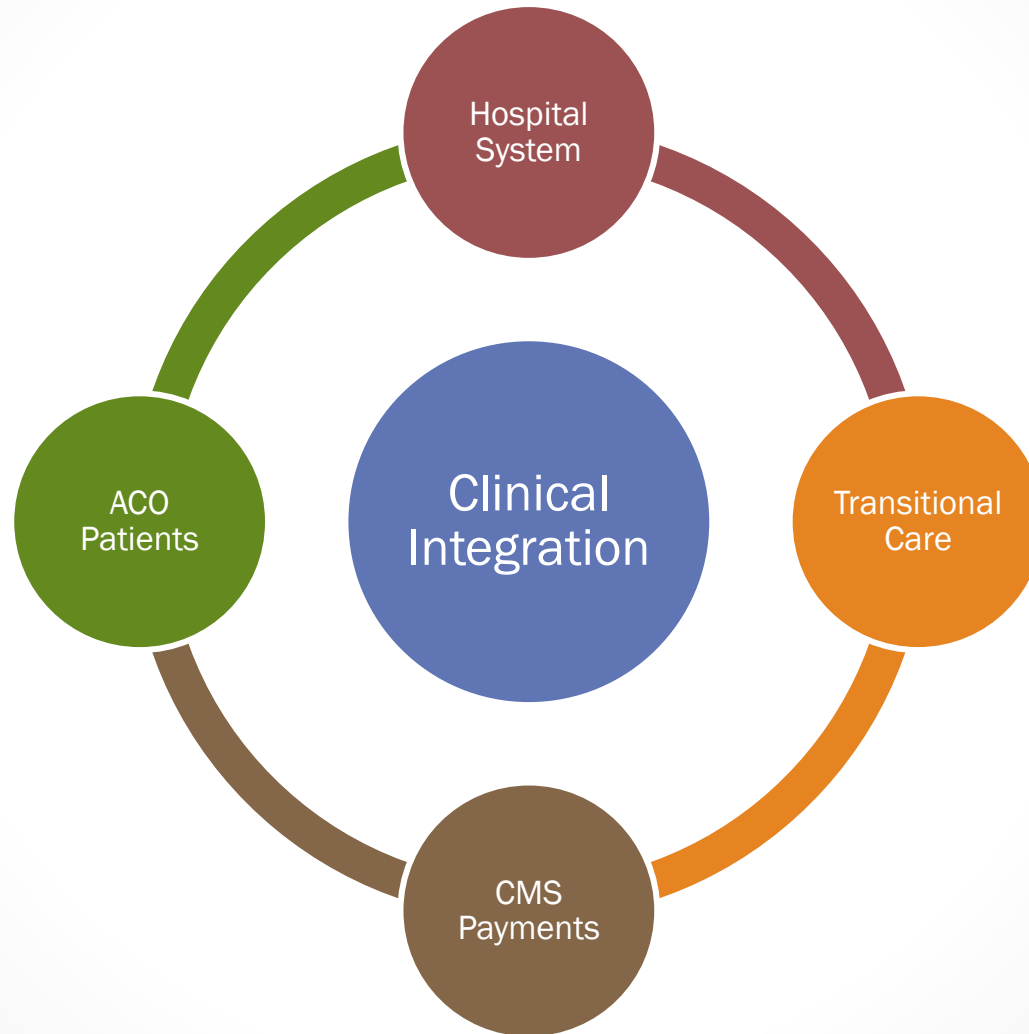 Hospital
System
ACO
Patients
Clinical
Integration
Transitional
Care
CMS
Payments